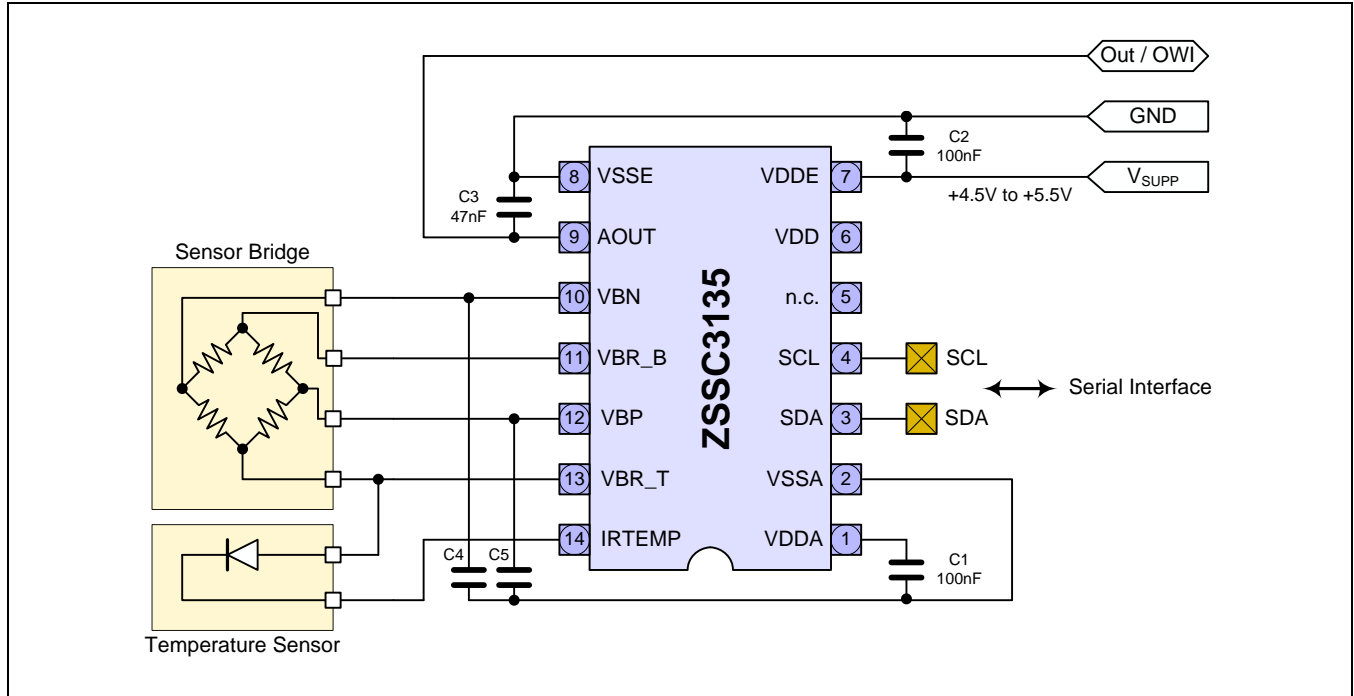 Out / OWI
GND
C2
100nF
VSUPP
+4.5V to +5.5V
8 VSSE
VDDE 7
C3
47nF
9 AOUT
VDD 6
Sensor Bridge
10 VBN
n.c. 5
ZSSC3135
11 VBR_B
SCL 4
SCL
Serial Interface
12 VBP
SDA 3
SDA
13 VBR_T
VSSA 2
14 IRTEMP
VDDA 1
C4
C5
C1
100nF
Temperature Sensor